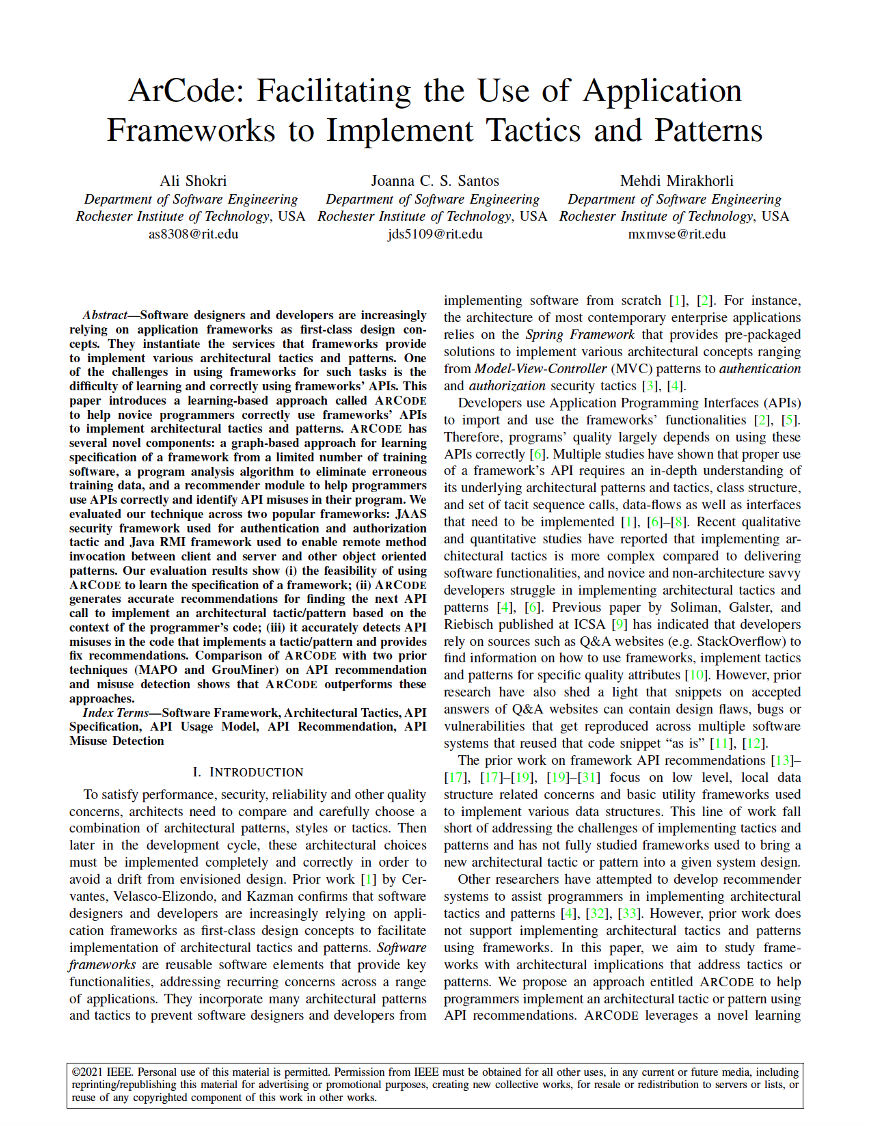 ArCode: Facilitating the Use of Application
Frameworks to Implement Tactics and Patterns
Ali Shokri
Department of Software Engineering
Rochester Institute of Technology, USA
as8308@rit.edu
Joanna C. S. Santos
Department of Software Engineering
Rochester Institute of Technology, USA
jds5109@rit.edu
Mehdi Mirakhorli
Department of Software Engineering
Rochester Institute of Technology, USA
mxmvse@rit.edu
Abstract—Software designers and developers are increasingly
relying on application frameworks as first-class design con-
cepts. They instantiate the services that frameworks provide
to implement various architectural tactics and patterns. One
of the challenges in using frameworks for such tasks is the
difficulty of learning and correctly using frameworks' APIs. This
paper introduces a learning-based approach called ARCODE
to help novice programmers correctly use frameworks' APIs
to implement architectural tactics and patterns. ARCODE has
several novel components: a graph-based approach for learning
specification of a framework from a limited number of training
software, a program analysis algorithm to eliminate erroneous
training data, and a recommender module to help programmers
use APIs correctly and identify API misuses in their program. We
evaluated our technique across two popular frameworks: JAAS
security framework used for authentication and authorization
tactic and Java RMI framework used to enable remote method
invocation between client and server and other object oriented
patterns. Our evaluation results show (i) the feasibility of using
ARCODE to learn the specification of a framework; (ii) ARCODE
generates accurate recommendations for finding the next API
call to implement an architectural tactic/pattern based on the
context of the programmer's code; (iii) it accurately detects API
misuses in the code that implements a tactic/pattern and provides
fix recommendations. Comparison of ARCODE with two prior
techniques (MAPO and GrouMiner) on API recommendation
and misuse detection shows that ARCODE outperforms these
approaches.
Index Terms—Software Framework, Architectural Tactics, API
Specification, API Usage Model, API Recommendation, API
Misuse Detection
I. INTRODUCTION
To satisfy performance, security, reliability and other quality
concerns, architects need to compare and carefully choose a
combination of architectural patterns, styles or tactics. Then
later in the development cycle, these architectural choices
must be implemented completely and correctly in order to
avoid a drift from envisioned design. Prior work [1] by Cer-
vantes, Velasco-Elizondo, and Kazman confirms that software
designers and developers are increasingly relying on appli-
cation frameworks as first-class design concepts to facilitate
implementation of architectural tactics and patterns. Software
frameworks are reusable software elements that provide key
functionalities, addressing recurring concerns across a range
of applications. They incorporate many architectural patterns
and tactics to prevent software designers and developers from
implementing software from scratch [1], [2]. For instance,
the architecture of most contemporary enterprise applications
relies on the Spring Framework that provides pre-packaged
solutions to implement various architectural concepts ranging
from Model-View-Controller (MVC) patterns to authentication
and authorization security tactics [3], [4].
Developers use Application Programming Interfaces (APIs)
to import and use the frameworks' functionalities [2], [5].
Therefore, programs' quality largely depends on using these
APIs correctly [6]. Multiple studies have shown that proper use
of a framework's API requires an in-depth understanding of
its underlying architectural patterns and tactics, class structure,
and set of tacit sequence calls, data-flows as well as interfaces
that need to be implemented [1], [6]–[8]. Recent qualitative
and quantitative studies have reported that implementing ar-
chitectural tactics is more complex compared to delivering
software functionalities, and novice and non-architecture savvy
developers struggle in implementing architectural tactics and
patterns [4], [6]. Previous paper by Soliman, Galster, and
Riebisch published at ICSA [9] has indicated that developers
rely on sources such as Q&A websites (e.g. StackOverflow) to
find information on how to use frameworks, implement tactics
and patterns for specific quality attributes [10]. However, prior
research have also shed a light that snippets on accepted
answers of Q&A websites can contain design flaws, bugs or
vulnerabilities that get reproduced across multiple software
systems that reused that code snippet “as is” [11], [12].
The prior work on framework API recommendations [13]–
[17], [17]–[19], [19]–[31] focus on low level, local data
structure related concerns and basic utility frameworks used
to implement various data structures. This line of work fall
short of addressing the challenges of implementing tactics and
patterns and has not fully studied frameworks used to bring a
new architectural tactic or pattern into a given system design.
Other researchers have attempted to develop recommender
systems to assist programmers in implementing architectural
tactics and patterns [4], [32], [33]. However, prior work does
not support implementing architectural tactics and patterns
using frameworks. In this paper, we aim to study frame-
works with architectural implications that address tactics or
patterns. We propose an approach entitled ARCODE to help
programmers implement an architectural tactic or pattern using
API recommendations. ARCODE leverages a novel learning
©2021 IEEE. Personal use of this material is permitted. Permission from IEEE must be obtained for all other uses, in any current or future media, including
reprinting/republishing this material for advertising or promotional purposes, creating new collective works, for resale or redistribution to servers or lists, or
reuse of any copyrighted component of this work in other works.